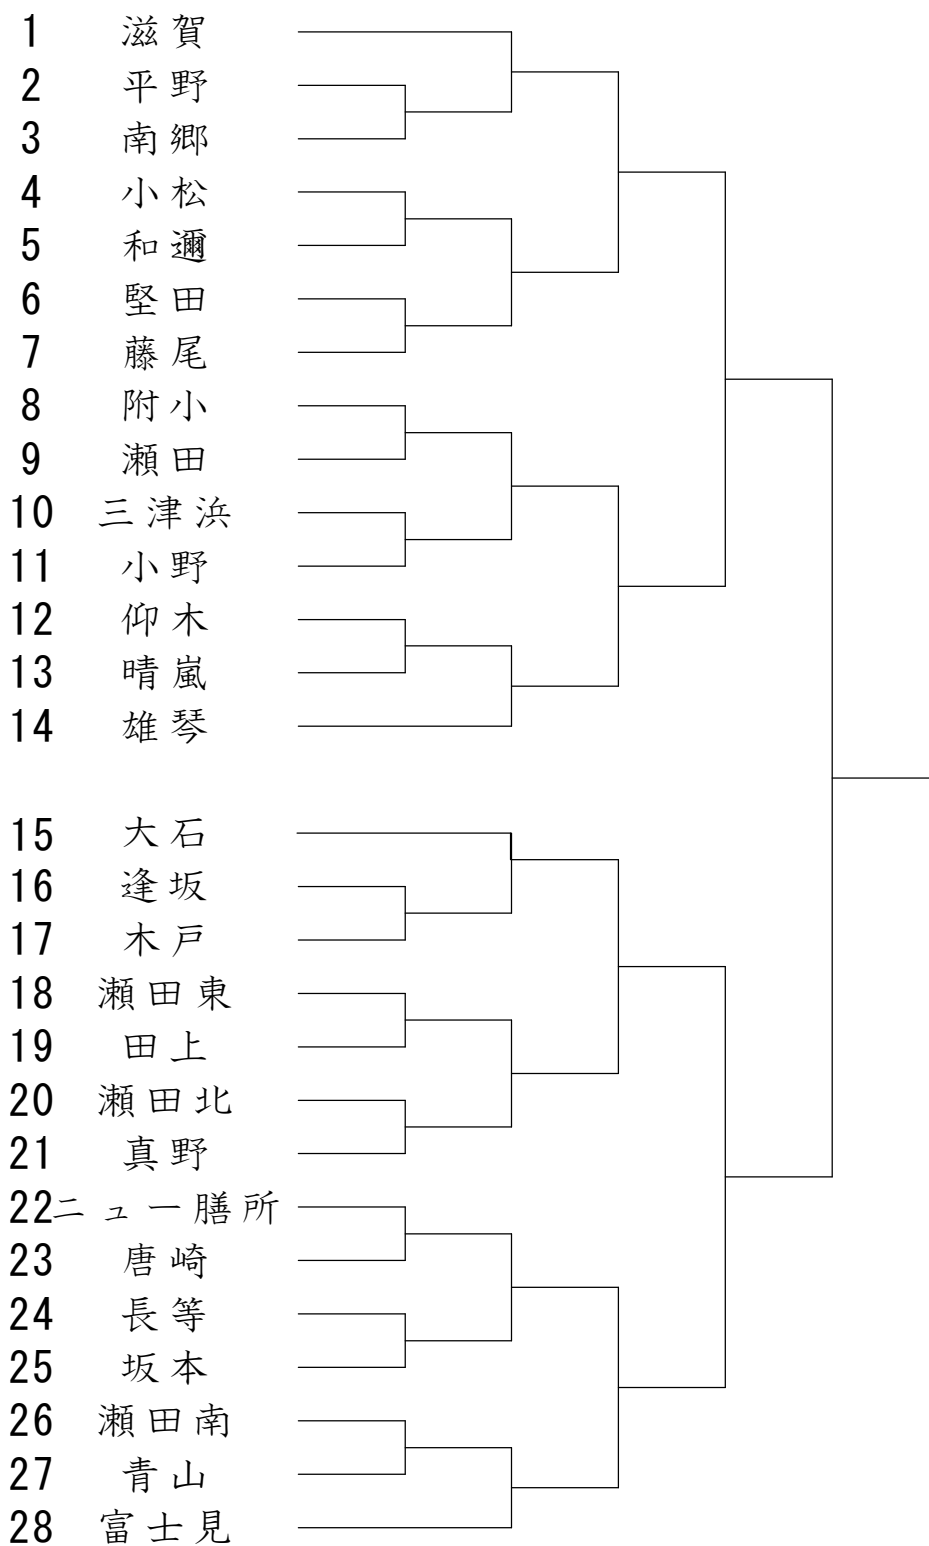 1 滋賀
2 平野
3 南郷
4 小松
5 和邇
6 堅田
7 藤尾
8 附小
9 瀬田
10 三津浜
11 小野
12 仰木
13 晴嵐
14 雄琴
15 大石
16 逢坂
17 木戸
18 瀬田東
19 田上
20 瀬田北
21 真野
22 ニュー膳所
23 唐崎
24 長等
25 坂本
26 瀬田南
27 青山
28 富士見